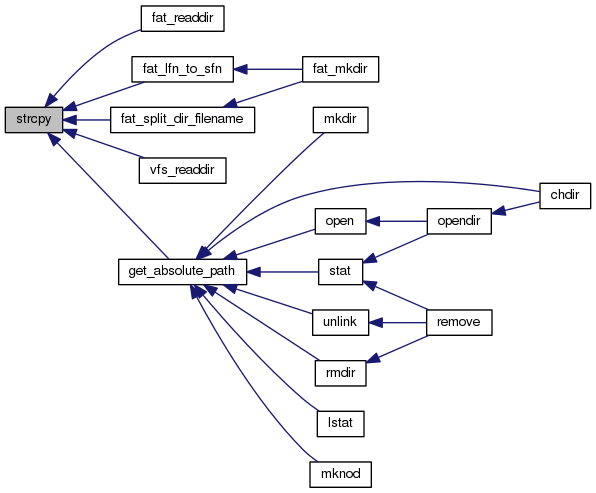 fat_readdir
fat_lfn_to_sfn
fat_mkdir
strcpy
fat_split_dir_filename
mkdir
vfs_readdir
chdir
open
opendir
get_absolute_path
stat
unlink
remove
rmdir
lstat
mknod